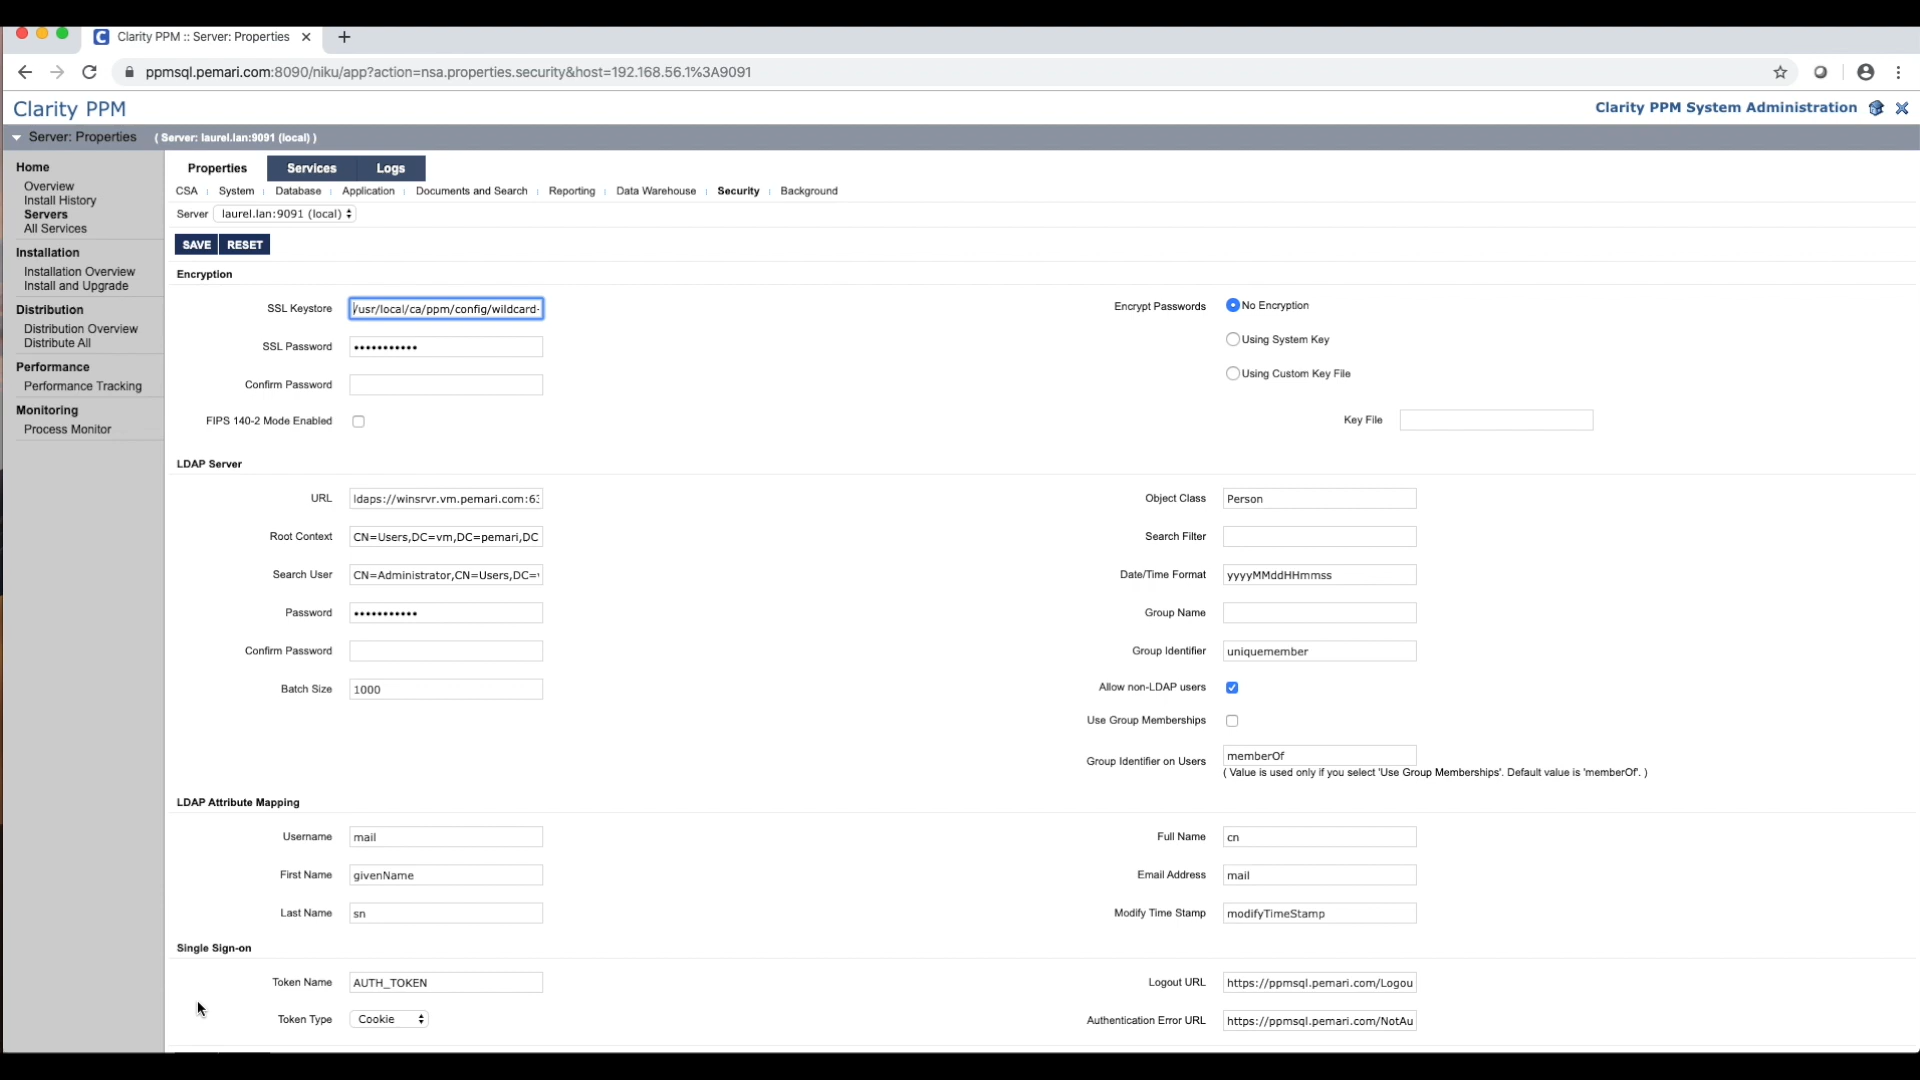 Clarity PPM :: Server: Properties
ppmsql.pemari.com:8090/niku/app?action=nsa.properties.security&host=192.168.56.1%3A9091
Clarity PPM
Clarity PPM System Administration
Server: Properties ( Server: laurel.lan:9091 (local) )
Home
Overview
Install History
Servers
All Services
Installation
Installation Overview
Install and Upgrade
Distribution
Distribution Overview
Distribute All
Performance
Performance Tracking
Monitoring
Process Monitor
Properties Services Logs
CSA System Database Application Documents and Search Reporting Data Warehouse Security Background
Server laurel.lan:9091 (local)
SAVE RESET
Encryption
SSL Keystore /usr/local/ca/ppm/config/wildcard-
SSL Password •••••••••••
Confirm Password
FIPS 140-2 Mode Enabled
Encrypt Passwords No Encryption
Using System Key
Using Custom Key File
Key File
LDAP Server
URL ldaps://winsrvr.vm.pemari.com:63
Root Context CN=Users,DC=vm,DC=pemari,DC
Search User CN=Administrator,CN=Users,DC=
Password •••••••••••
Confirm Password
Batch Size 1000
Object Class Person
Search Filter
Date/Time Format yyyyMMddHHmmss
Group Name
Group Identifier uniquemember
Allow non-LDAP users
Use Group Memberships
Group Identifier on Users memberOf
( Value is used only if you select 'Use Group Memberships'. Default value is 'memberOf'. )
LDAP Attribute Mapping
Username mail
First Name givenName
Last Name sn
Full Name cn
Email Address mail
Modify Time Stamp modifyTimeStamp
Single Sign-on
Token Name AUTH_TOKEN
Token Type Cookie
Logout URL https://ppmsql.pemari.com/Logou
Authentication Error URL https://ppmsql.pemari.com/NotAu